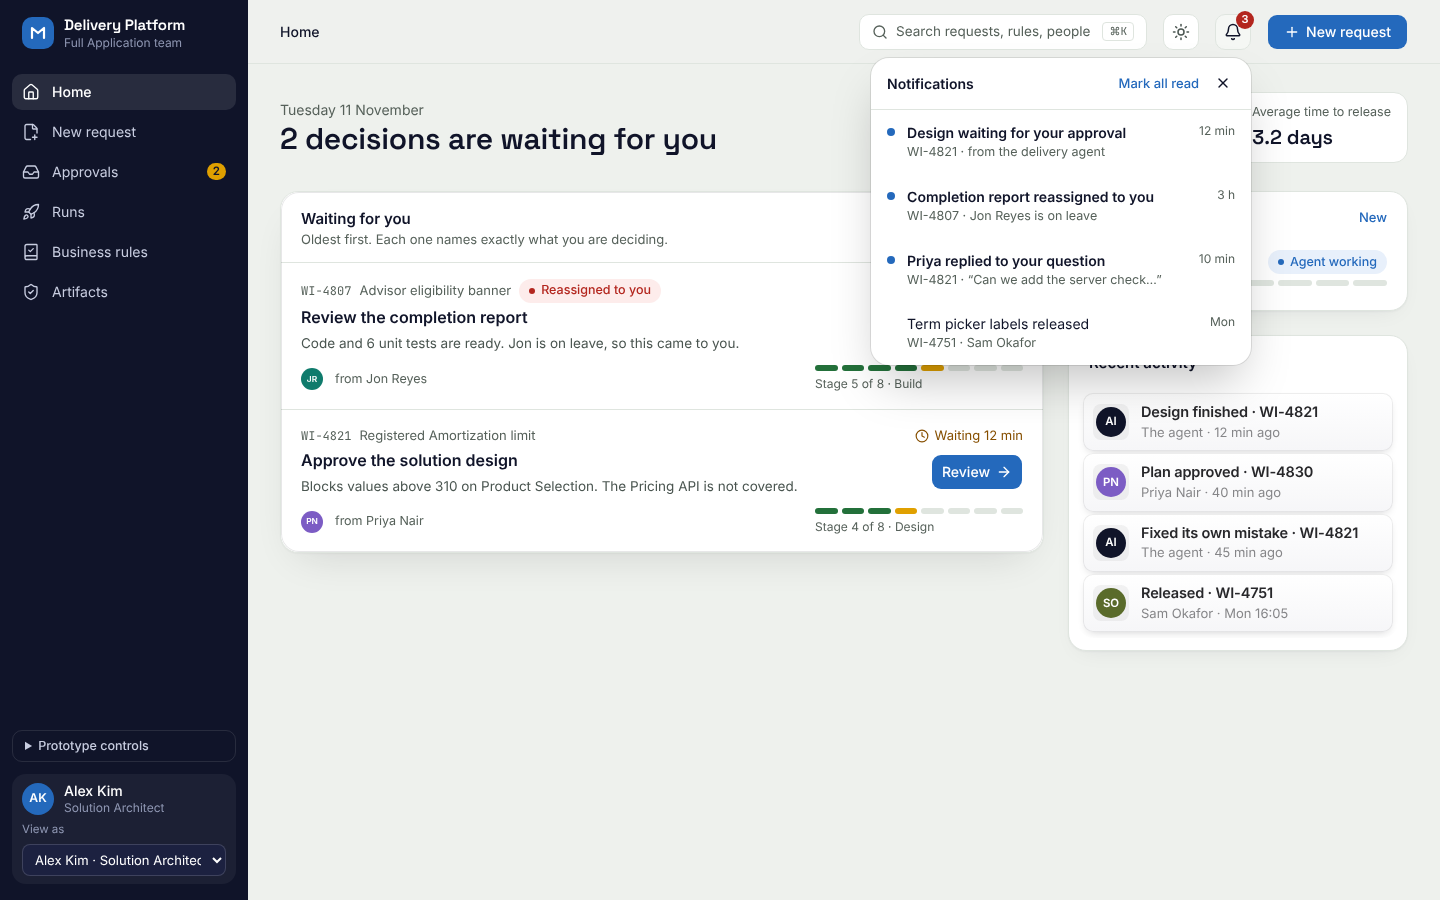 Delivery Platform
Full Application team
Home
New request
Approvals
2
Runs
Business rules
Artifacts
Prototype controls
AK
Alex Kim
Solution Architect
View as
Alex Kim · Solution Architec
Home
Search requests, rules, people
⌘K
3
New request
Tuesday 11 November
2 decisions are waiting for you
Average time to release
3.2 days
Notifications
Mark all read
Design waiting for your approval
12 min
WI-4821 · from the delivery agent
Completion report reassigned to you
3 h
WI-4807 · Jon Reyes is on leave
Priya replied to your question
10 min
WI-4821 · “Can we add the server check…”
Term picker labels released
Mon
WI-4751 · Sam Okafor
Waiting for you
Oldest first. Each one names exactly what you are deciding.
WI-4807 Advisor eligibility banner
Reassigned to you
Review the completion report
Code and 6 unit tests are ready. Jon is on leave, so this came to you.
JR
from Jon Reyes
Stage 5 of 8 · Build
WI-4821 Registered Amortization limit
Waiting 12 min
Approve the solution design
Review
Blocks values above 310 on Product Selection. The Pricing API is not covered.
PN
from Priya Nair
Stage 4 of 8 · Design
New
Agent working
Recent activity
AI
Design finished · WI-4821
The agent · 12 min ago
PN
Plan approved · WI-4830
Priya Nair · 40 min ago
AI
Fixed its own mistake · WI-4821
The agent · 45 min ago
SO
Released · WI-4751
Sam Okafor · Mon 16:05